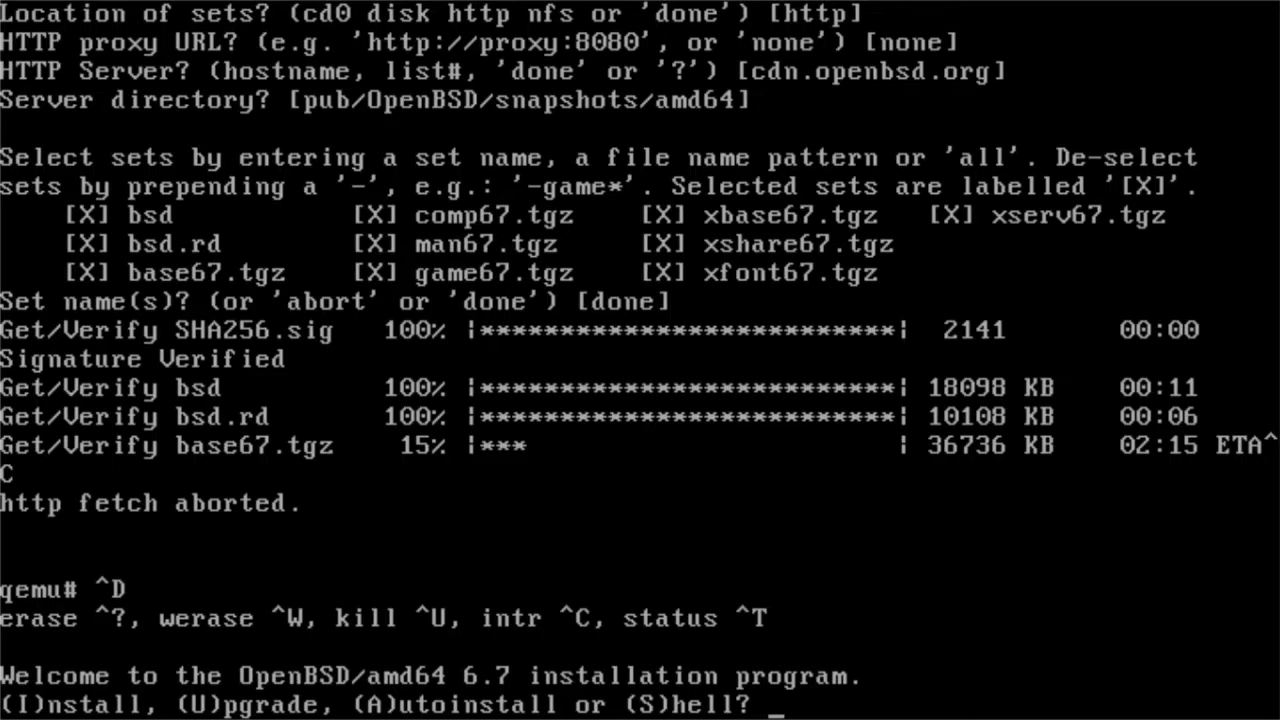 Location of sets? (cd0 disk http nfs or 'done') [http]
HTTP proxy URL? (e.g. 'http://proxy:8080', or 'none') [none]
HTTP Server? (hostname, list#, 'done' or '?') [cdn.openbsd.org]
Server directory? [pub/OpenBSD/snapshots/amd64]
Select sets by entering a set name, a file name pattern or 'all'. De-select
sets by prepending a '-', e.g.: '-game*'. Selected sets are labelled '[X]'.
    [X] bsd           [X] comp67.tgz    [X] xbase67.tgz   [X] xserv67.tgz
    [X] bsd.rd        [X] man67.tgz     [X] xshare67.tgz
    [X] base67.tgz    [X] game67.tgz    [X] xfont67.tgz
Set name(s)? (or 'abort' or 'done') [done]
Get/Verify SHA256.sig   100% |**************************|  2141       00:00
Signature Verified
Get/Verify bsd          100% |**************************| 18098 KB    00:11
Get/Verify bsd.rd       100% |**************************| 10108 KB    00:06
Get/Verify base67.tgz    15% |***                       | 36736 KB    02:15 ETA^
C
http fetch aborted.
qemu# ^D
erase ^?, werase ^W, kill ^U, intr ^C, status ^T
Welcome to the OpenBSD/amd64 6.7 installation program.
(I)nstall, (U)pgrade, (A)utoinstall or (S)hell? _